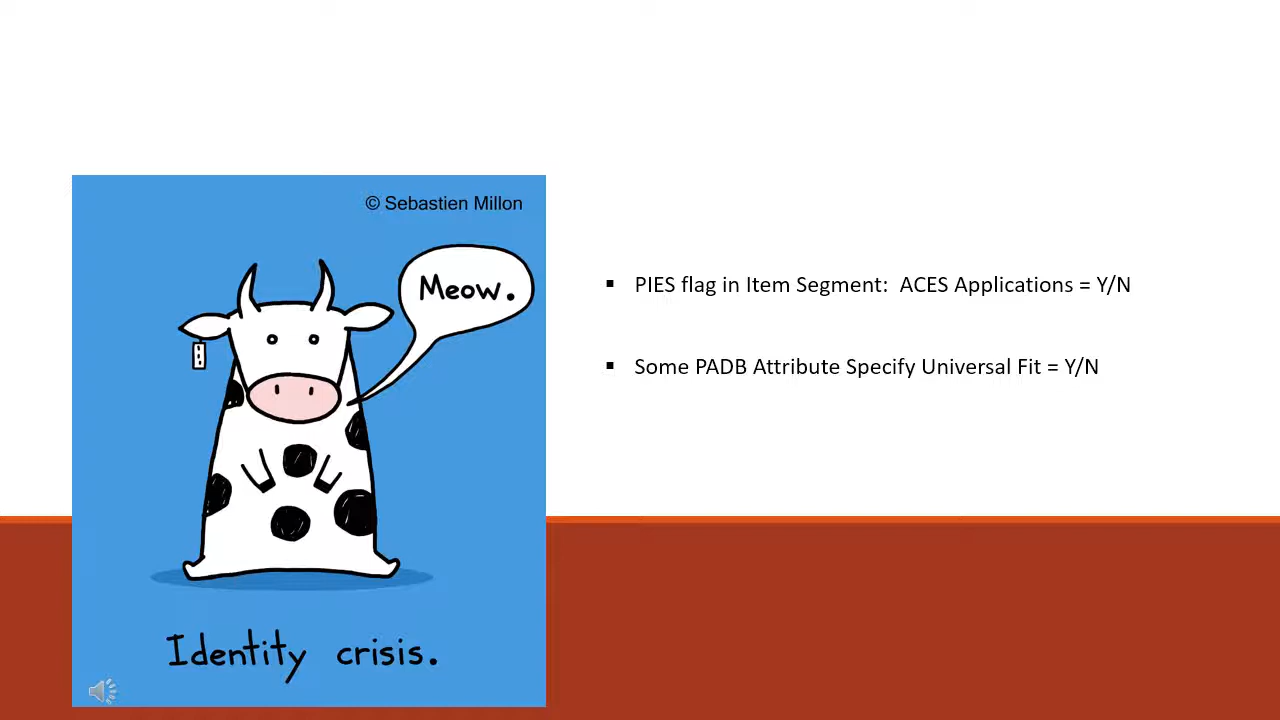 © Sebastien Millon
Meow.
Identity crisis.
▪ PIES flag in Item Segment:  ACES Applications = Y/N
▪ Some PADB Attribute Specify Universal Fit = Y/N